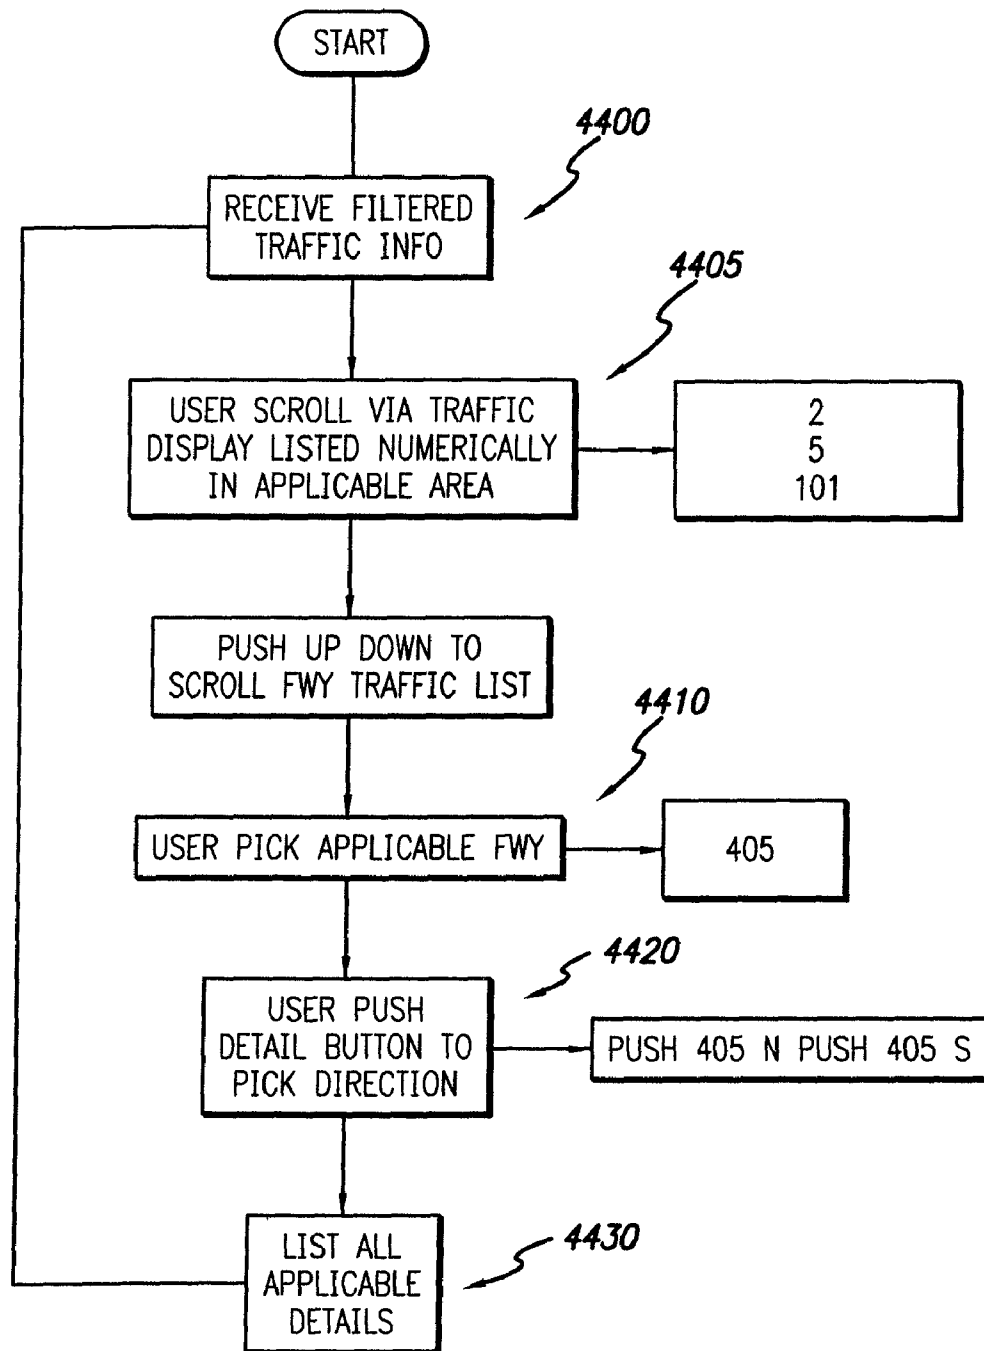 START
4400
RECEIVE FILTERED
TRAFFIC INFO
4405
USER SCROLL VIA TRAFFIC
DISPLAY LISTED NUMERICALLY
IN APPLICABLE AREA
2
5
101
PUSH UP DOWN TO
SCROLL FWY TRAFFIC LIST
4410
USER PICK APPLICABLE FWY
405
4420
USER PUSH
DETAIL BUTTON TO
PICK DIRECTION
PUSH 405 N PUSH 405 S
4430
LIST ALL
APPLICABLE
DETAILS